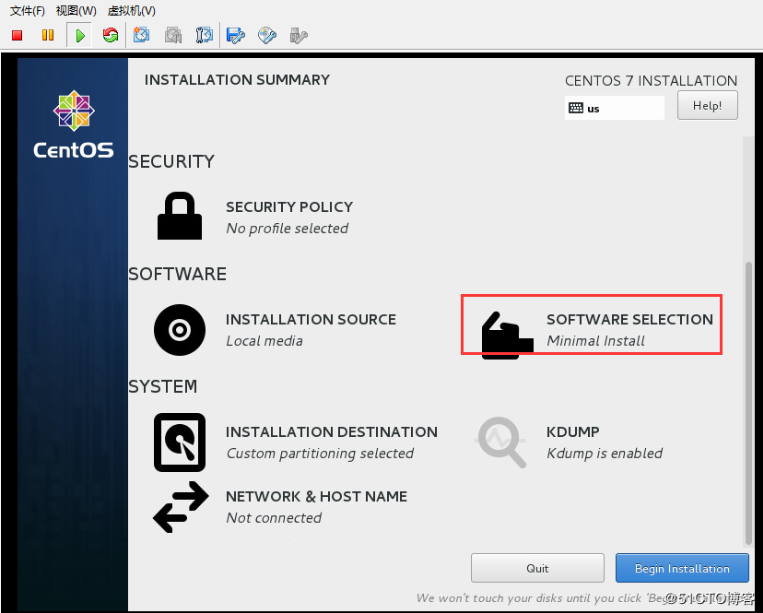 文件(F) 视图(W) 虚拟机(V)
INSTALLATION SUMMARY
CENTOS 7 INSTALLATION
us
Help!
CentOS
SECURITY
SECURITY POLICY
No profile selected
SOFTWARE
INSTALLATION SOURCE
Local media
SOFTWARE SELECTION
Minimal Install
SYSTEM
INSTALLATION DESTINATION
Custom partitioning selected
KDUMP
Kdump is enabled
NETWORK & HOST NAME
Not connected
Quit
Begin Installation
We won't touch your disks until you click 'Begin
@51CTO博客